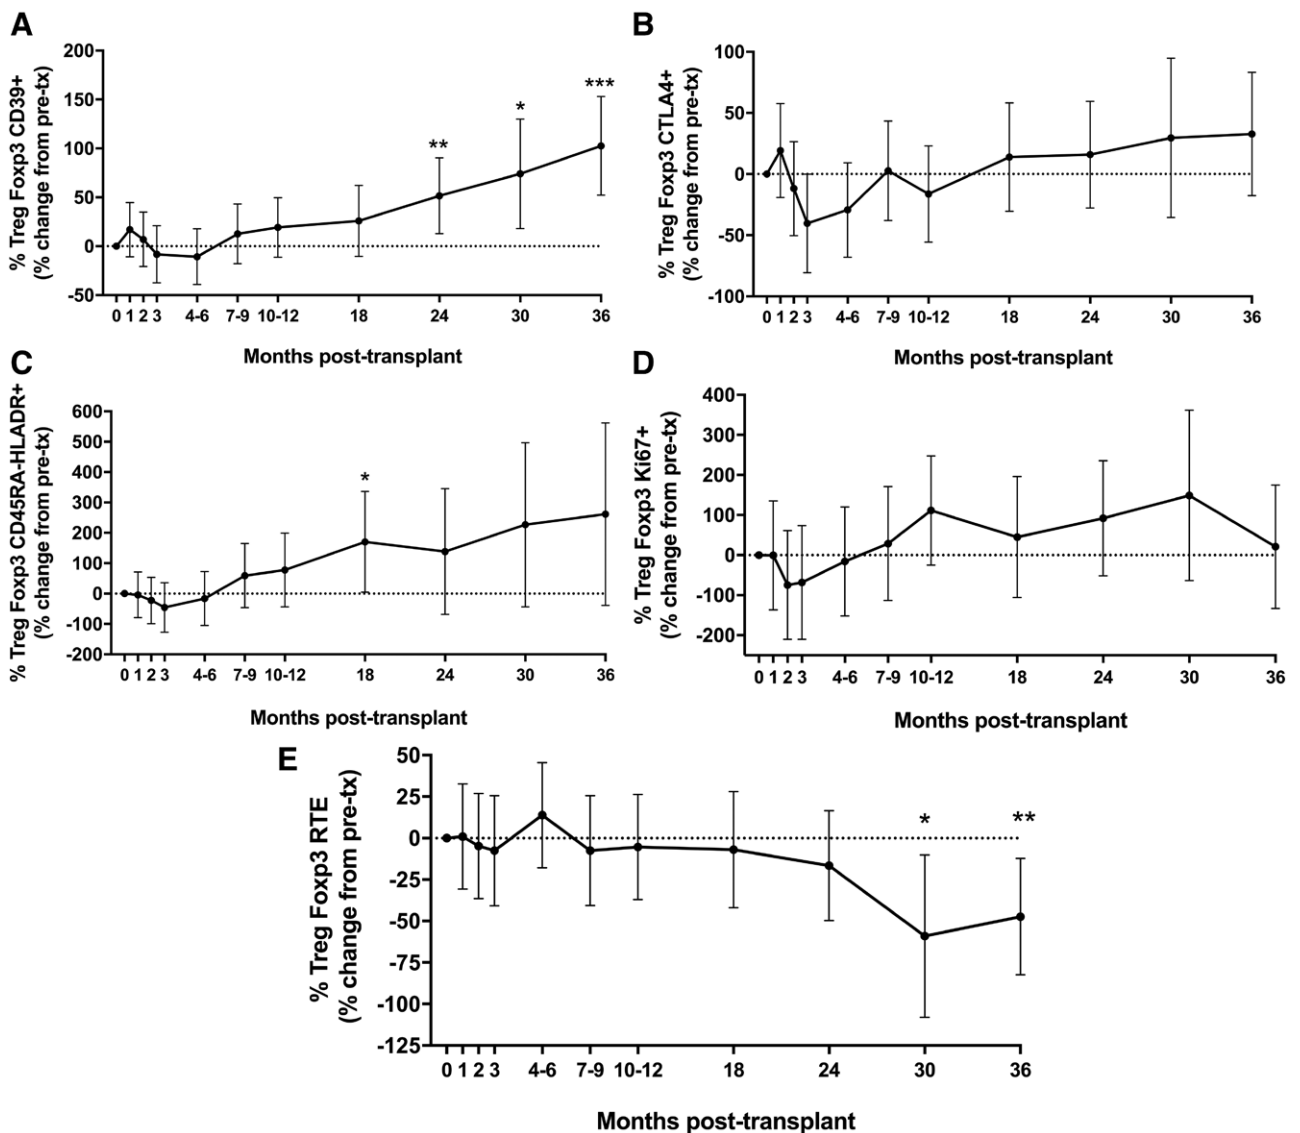 A
% Treg Foxp3 CD39+
(% change from pre-tx)
200
150
100
50
0
-50
**
*
***
0 1 2 3 4-6 7-9 10-12 18 24 30 36
Months post-transplant
B
% Treg Foxp3 CTLA4+
(% change from pre-tx)
100
50
0
-50
-100
0 1 2 3 4-6 7-9 10-12 18 24 30 36
Months post-transplant
C
% Treg Foxp3 CD45RA-HLADR+
(% change from pre-tx)
600
500
400
300
200
100
0
-100
-200
*
0 1 2 3 4-6 7-9 10-12 18 24 30 36
Months post-transplant
D
% Treg Foxp3 Ki67+
(% change from pre-tx)
400
300
200
100
0
-100
-200
0 1 2 3 4-6 7-9 10-12 18 24 30 36
Months post-transplant
E
% Treg Foxp3 RTE
(% change from pre-tx)
50
25
0
-25
-50
-75
-100
-125
*
**
0 1 2 3 4-6 7-9 10-12 18 24 30 36
Months post-transplant